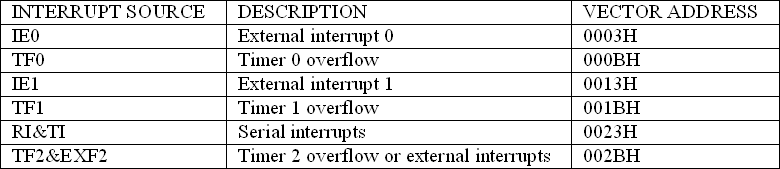 INTERRUPT SOURCE DESCRIPTION VECTOR ADDRESS
IE0 External interrupt 0 0003H
TF0 Timer 0 overflow 000BH
IE1 External interrupt 1 0013H
TF1 Timer 1 overflow 001BH
RI&TI Serial interrupts 0023H
TF2&EXF2 Timer 2 overflow or external interrupts 002BH